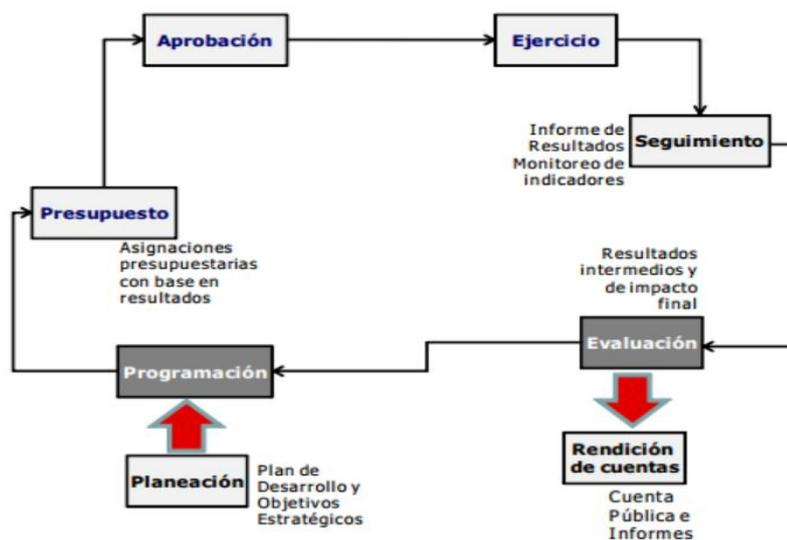 Aprobación
Ejercicio
Informe de
Resultados
Monitoreo de
indicadores
Seguimiento
Presupuesto
Asignaciones
presupuestarias
con base en
resultados
Resultados
intermedios y
de impacto
final
Evaluación
Programación
Planeación
Plan de
Desarrollo y
Objetivos
Estratégicos
Rendición
de cuentas
Cuenta
Pública e
Informes